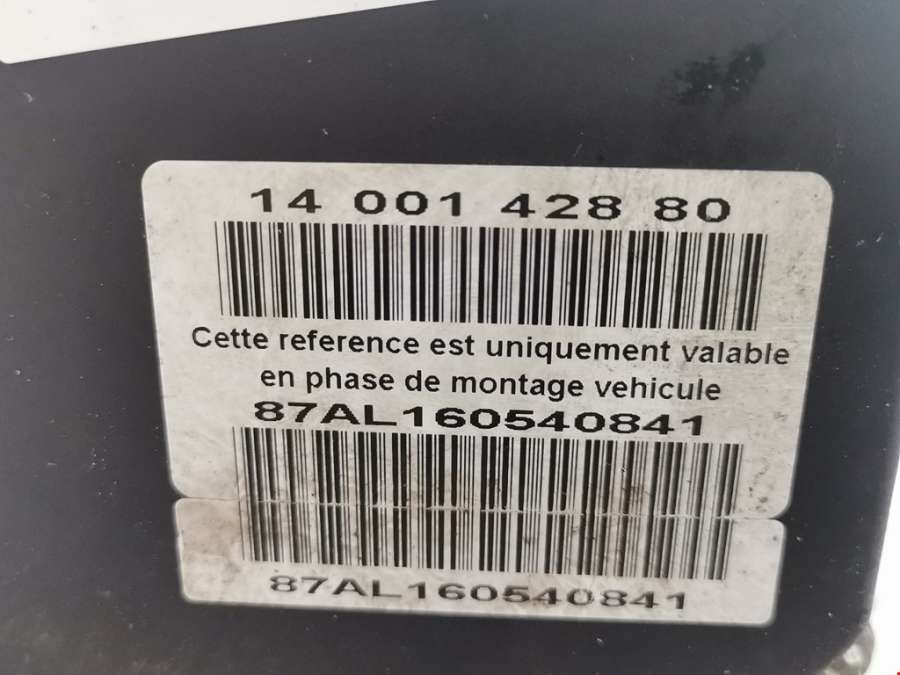 14 001 428 80
Cette reference est uniquement valable
en phase de montage vehicule
87AL160540841
87AL160540841